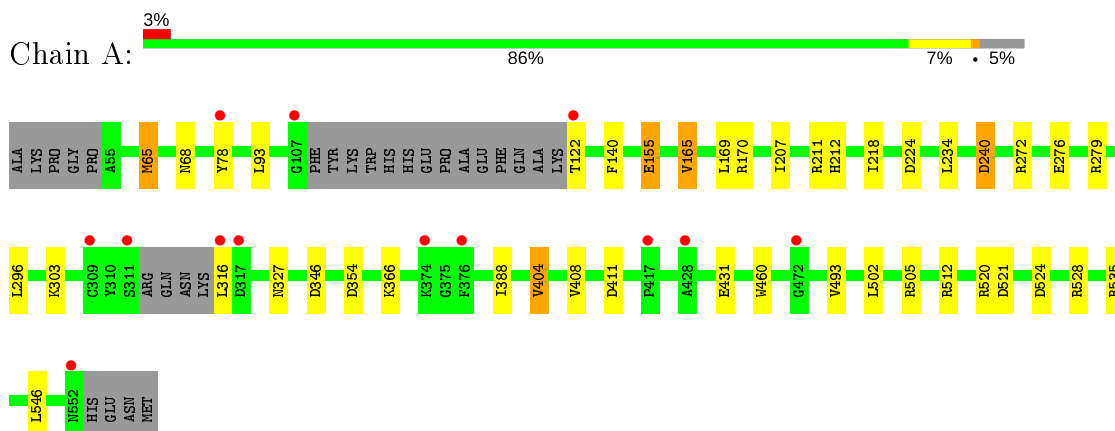 3%
Chain A:
86% 7% • 5%
ALA LYS PRO GLY PRO A55 M65 N68 Y78 L93 G107 PHE TYR LYS TRP HIS HIS GLU PRO ALA GLU PHE GLN ALA LYS T122 F140 E155 V165 L169 R170 I207 R211 H212 I218 D224 L234 D240 R272 E276 R279
L296 K303 C309 Y310 S311 ARG GLN ASN LYS L316 D317 N327 D346 D354 K366 K374 G375 F376 I388 V404 V408 D411 P417 A428 E431 W460 G472 V493 L502 R505 R512 R520 D521 D524 R528
L546 N552 HIS GLU ASN MET